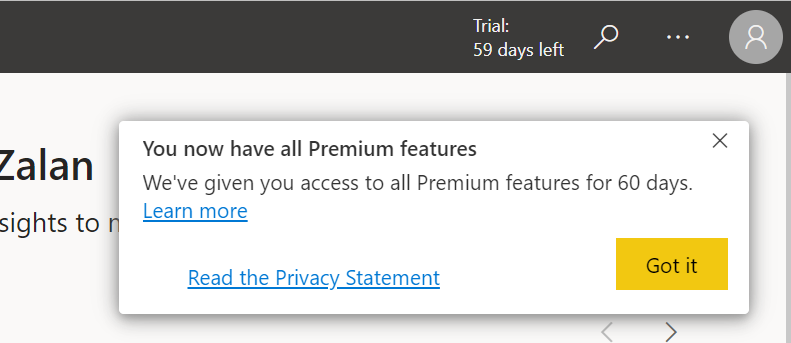 Trial:
59 days left
Zalan
You now have all Premium features
We've given you access to all Premium features for 60 days.
Learn more
sights to
Read the Privacy Statement
Got it